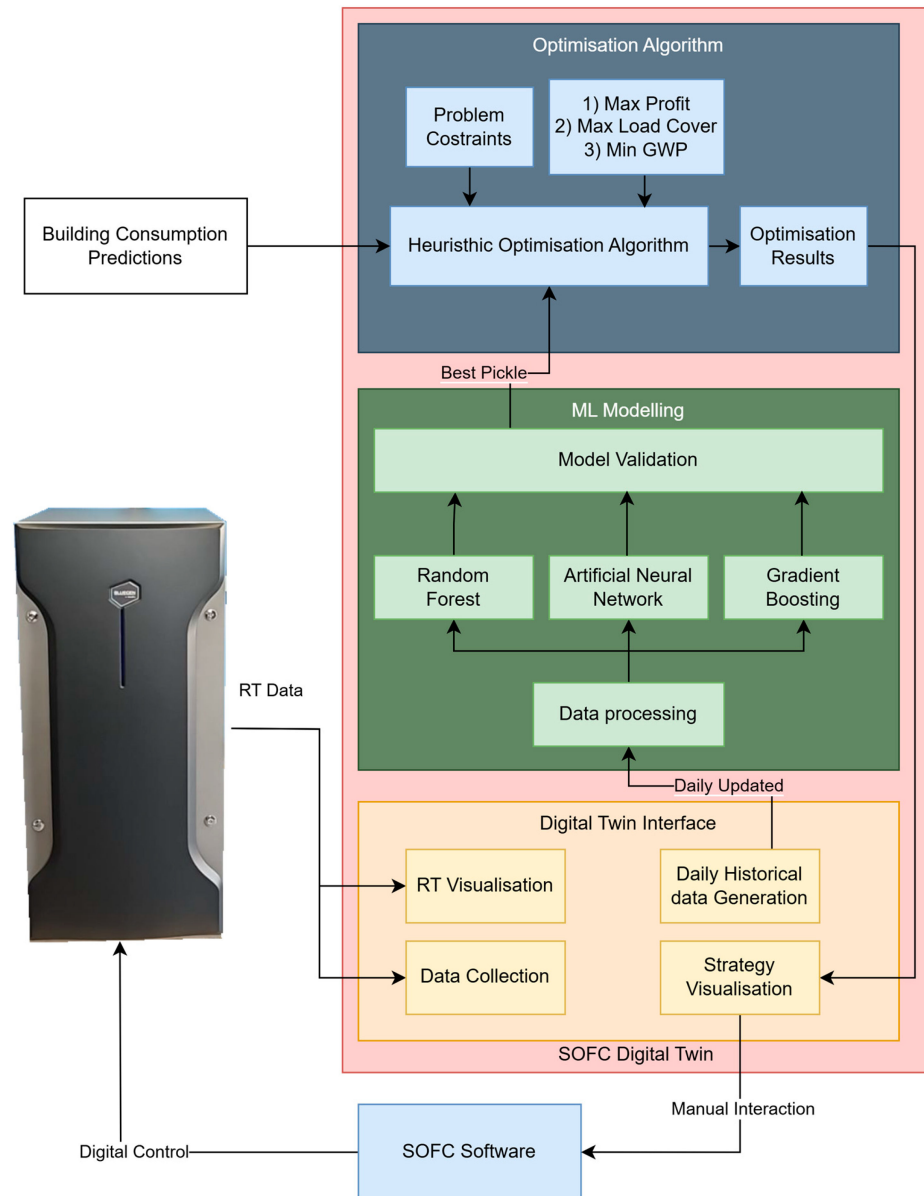 Optimisation Algorithm
Problem
Costraints
1) Max Profit
2) Max Load Cover
3) Min GWP
Building Consumption
Predictions
Heuristhic Optimisation Algorithm
Optimisation
Results
Best Pickle
ML Modelling
Model Validation
Random
Forest
Artificial Neural
Network
Gradient
Boosting
Data processing
BLUEGEN
RT Data
Daily Updated
Digital Twin Interface
RT Visualisation
Daily Historical
data Generation
Data Collection
Strategy
Visualisation
SOFC Digital Twin
Manual Interaction
Digital Control
SOFC Software